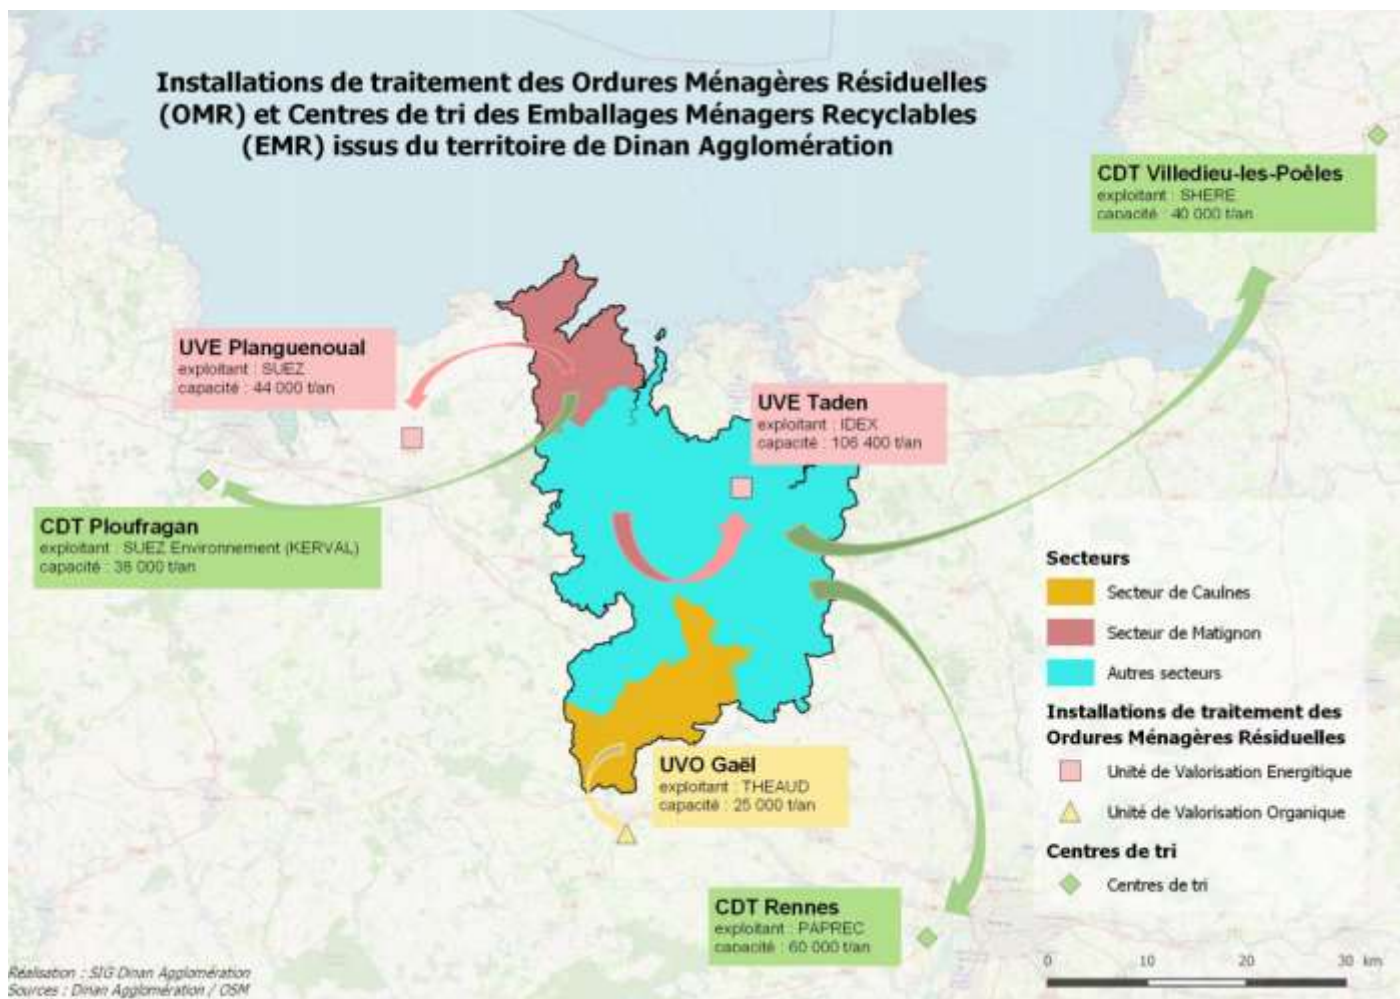 Installations de traitement des Ordures Ménagères Résiduelles
(OMR) et Centres de tri des Emballages Ménagers Recyclables
(EMR) issus du territoire de Dinan Agglomération
CDT Villedieu-les-Poêles
exploitant : SHERE
capacité : 40 000 t/an
UVE Planguenoual
exploitant : SUEZ
capacité : 44 000 t/an
UVE Taden
exploitant : IDEX
capacité : 106 400 t/an
CDT Ploufragan
exploitant : SUEZ Environnement (KERVAL)
capacité : 38 000 t/an
UVO Gaël
exploitant : THEAUD
capacité : 25 000 t/an
CDT Rennes
exploitant : PAPREC
capacité : 60 000 t/an
Secteurs
Secteur de Caulnes
Secteur de Matignon
Autres secteurs
Installations de traitement des
Ordures Ménagères Résiduelles
Unité de Valorisation Energitique
Unité de Valorisation Organique
Centres de tri
Centres de tri
0 10 20 30 km
Réalisation : SIG Dinan Agglomération
Sources : Dinan Agglomération / OSM